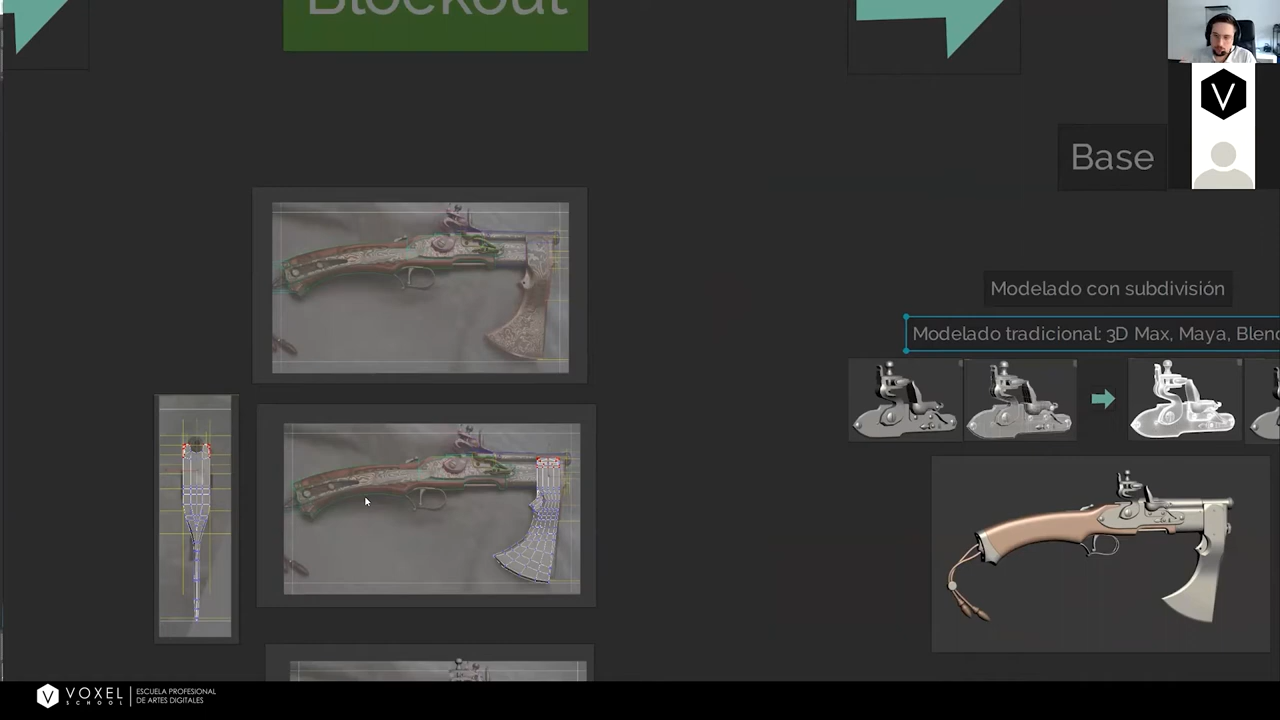 Blockout
Base
Modelado con subdivisión
Modelado tradicional: 3D Max, Maya, Blend
VOXEL
SCHOOL
ESCUELA PROFESIONAL
DE ARTES DIGITALES